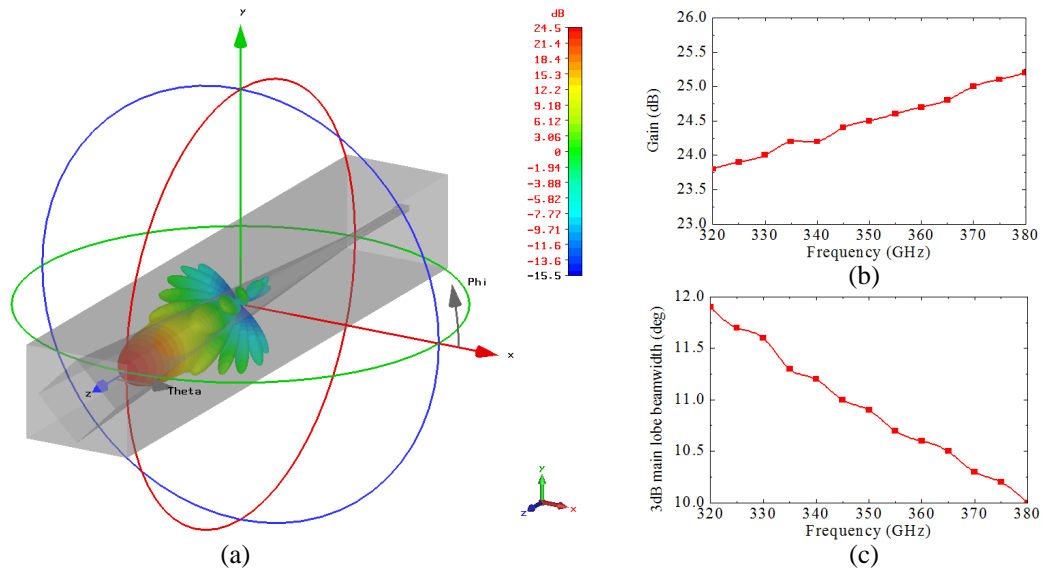 y
dB
24.5
21.4
18.4
15.3
12.2
9.18
6.12
3.06
0
-1.94
-3.88
-5.82
-7.77
-9.71
-11.6
-13.6
-15.5
Phi
x
z
Theta
y
z
x
(a)
26.0
25.5
25.0
24.5
24.0
23.5
23.0
Gain (dB)
320 330 340 350 360 370 380
Frequency (GHz)
(b)
12.0
11.5
11.0
10.5
10.0
3dB main lobe beamwidth (deg)
320 330 340 350 360 370 380
Frequency (GHz)
(c)